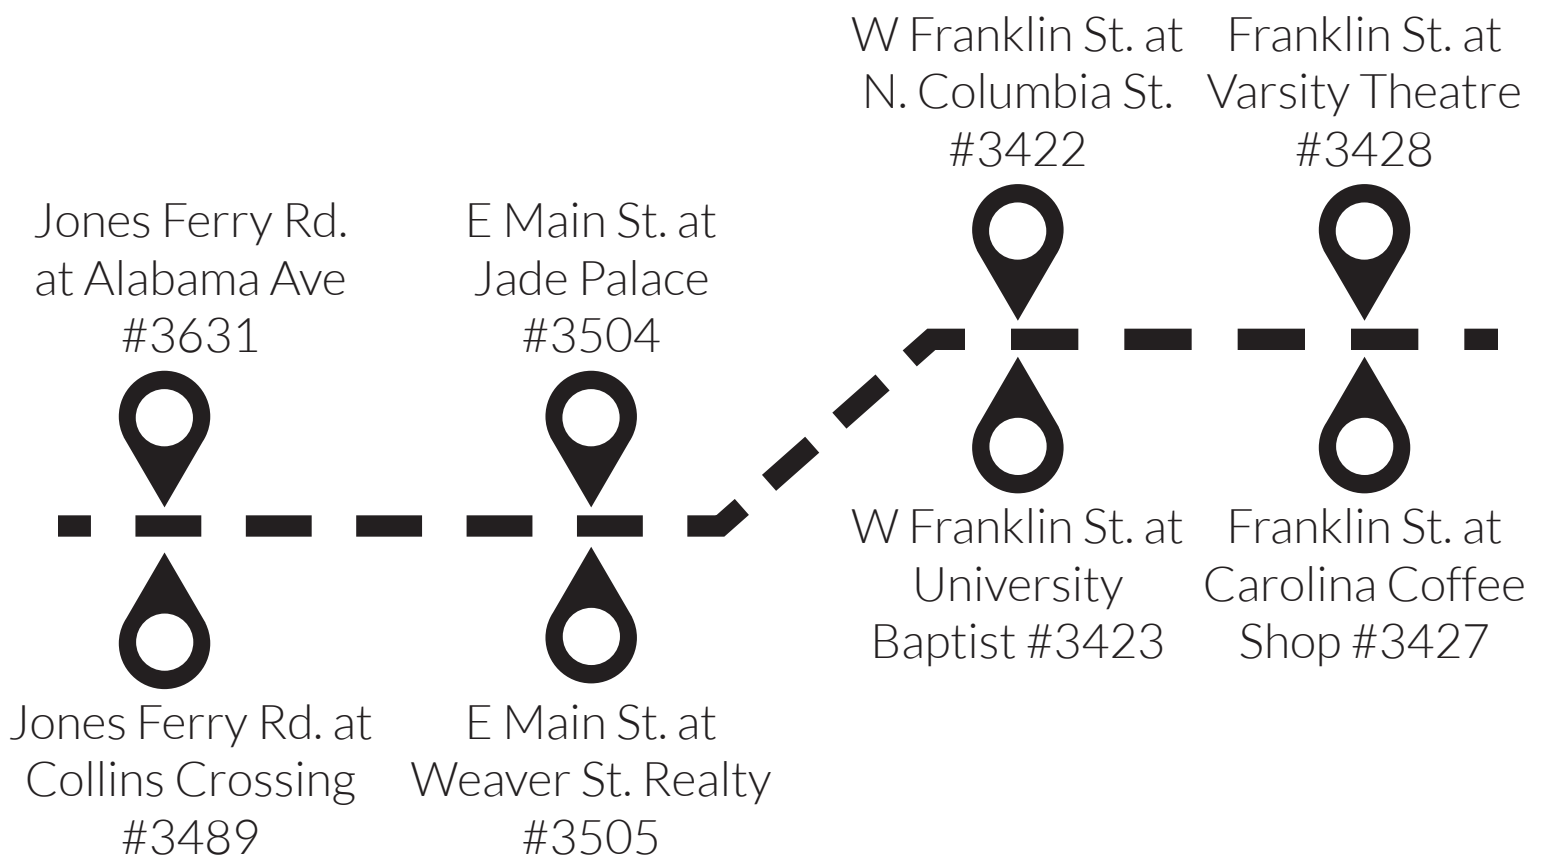 W Franklin St. at
N. Columbia St.
#3422
Franklin St. at
Varsity Theatre
#3428
Jones Ferry Rd.
at Alabama Ave
#3631
E Main St. at
Jade Palace
#3504
W Franklin St. at
University
Baptist #3423
Franklin St. at
Carolina Coffee
Shop #3427
Jones Ferry Rd. at
Collins Crossing
#3489
E Main St. at
Weaver St. Realty
#3505